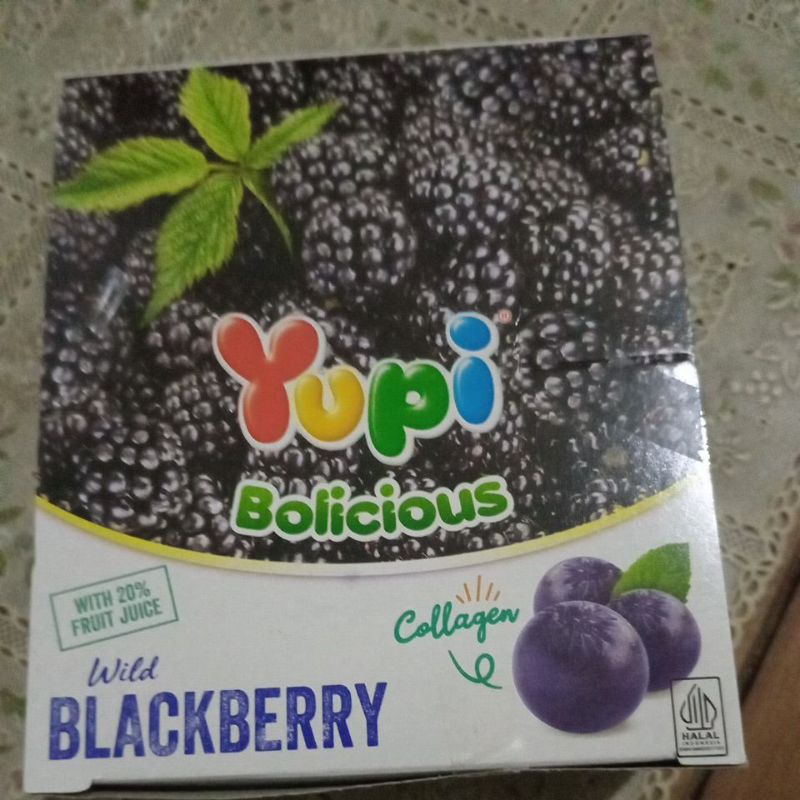 Yupi
Bolicious
WITH 20%
FRUIT JUICE
Collagen
Wild
BLACKBERRY
HALAL
INDONESIA